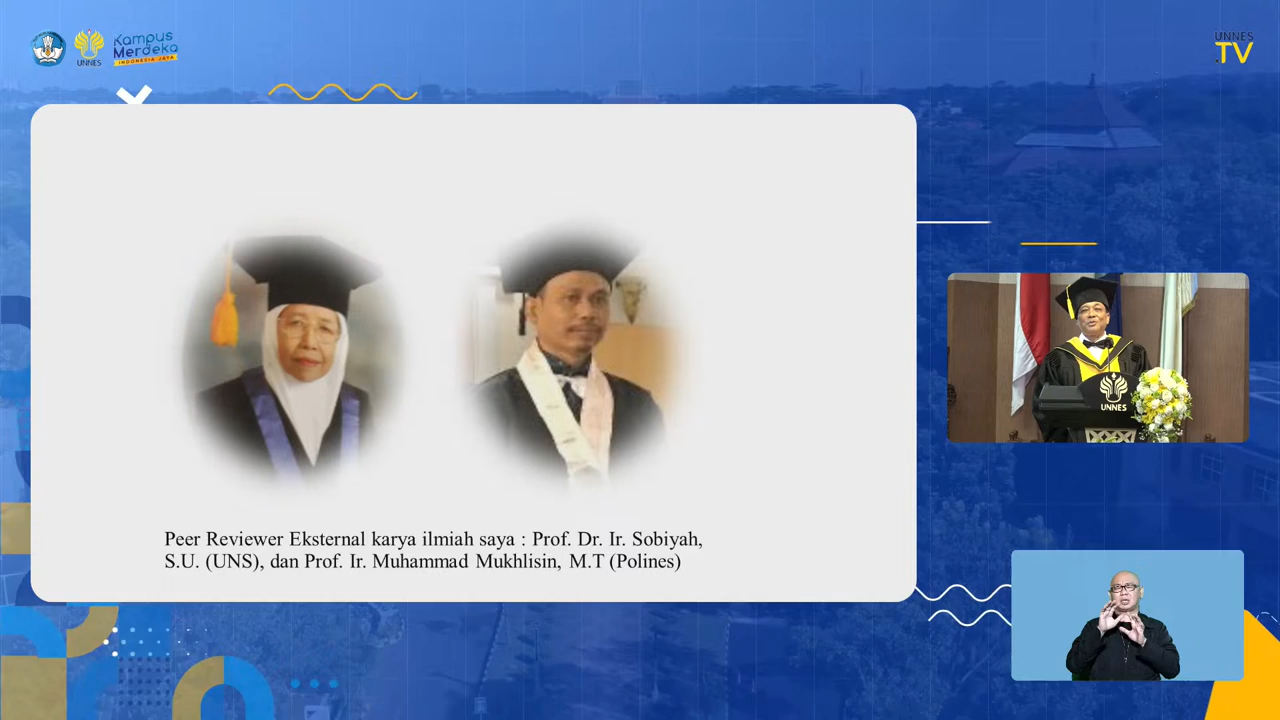 UNNES
Kampus
Merdeka
INDONESIA JAYA
UNNES
TV
Peer Reviewer Eksternal karya ilmiah saya : Prof. Dr. Ir. Sobiyah,
S.U. (UNS), dan Prof. Ir. Muhammad Mukhlisin, M.T (Polines)
UNNES